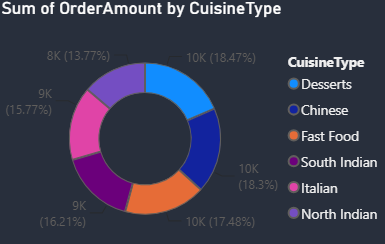 Sum of OrderAmount by CuisineType
8K (13.77%)
10K (18.47%)
9K
(15.77%)
10K
(18.3%)
9K
(16.21%)
10K (17.48%)
CuisineType
Desserts
Chinese
Fast Food
South Indian
Italian
North Indian